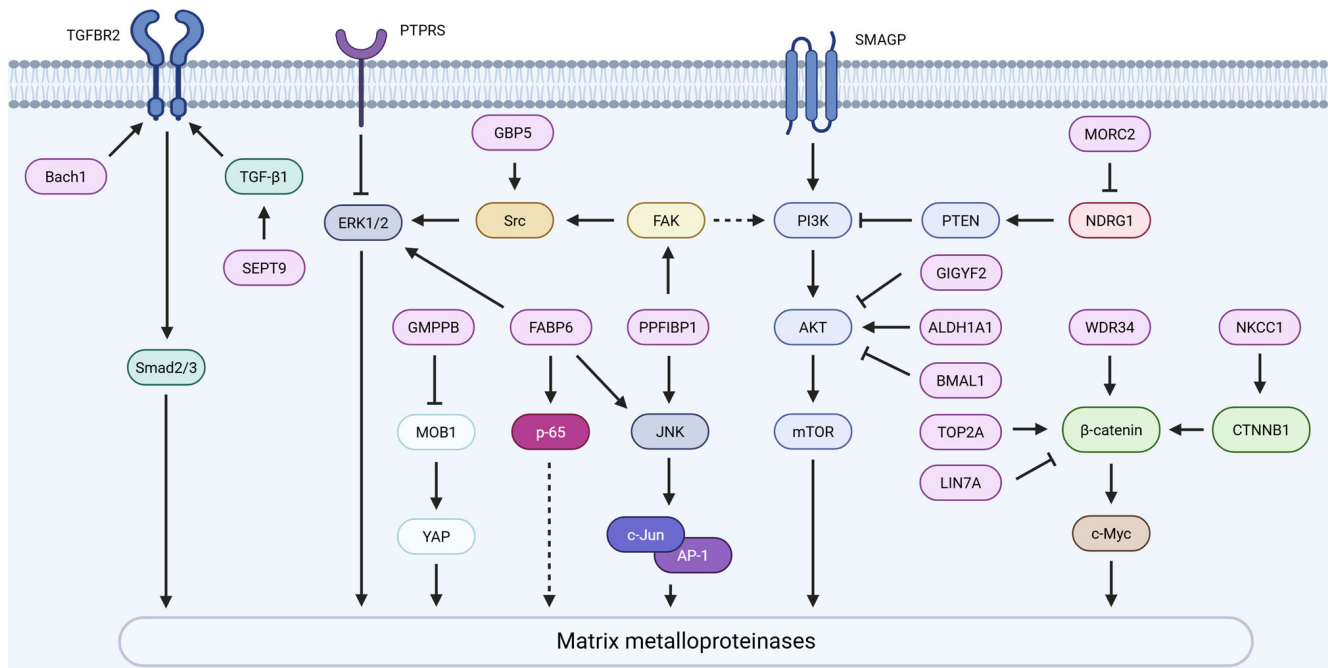 TGFBR2
PTPRS
SMAGP
GBP5
MORC2
Bach1
TGF-β1
ERK1/2
Src
FAK
PI3K
PTEN
NDRG1
SEPT9
GIGYF2
GMPPB
FABP6
PPFIBP1
AKT
ALDH1A1
WDR34
NKCC1
Smad2/3
BMAL1
MOB1
p-65
JNK
mTOR
TOP2A
β-catenin
CTNNB1
LIN7A
YAP
c-Jun
AP-1
c-Myc
Matrix metalloproteinases